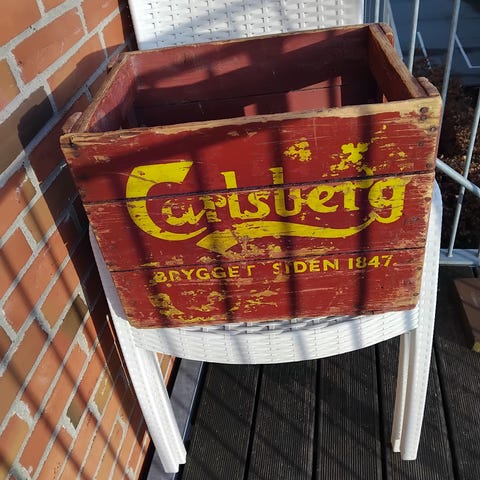 Carlsberg
BRYGGET SIDEN 1847.